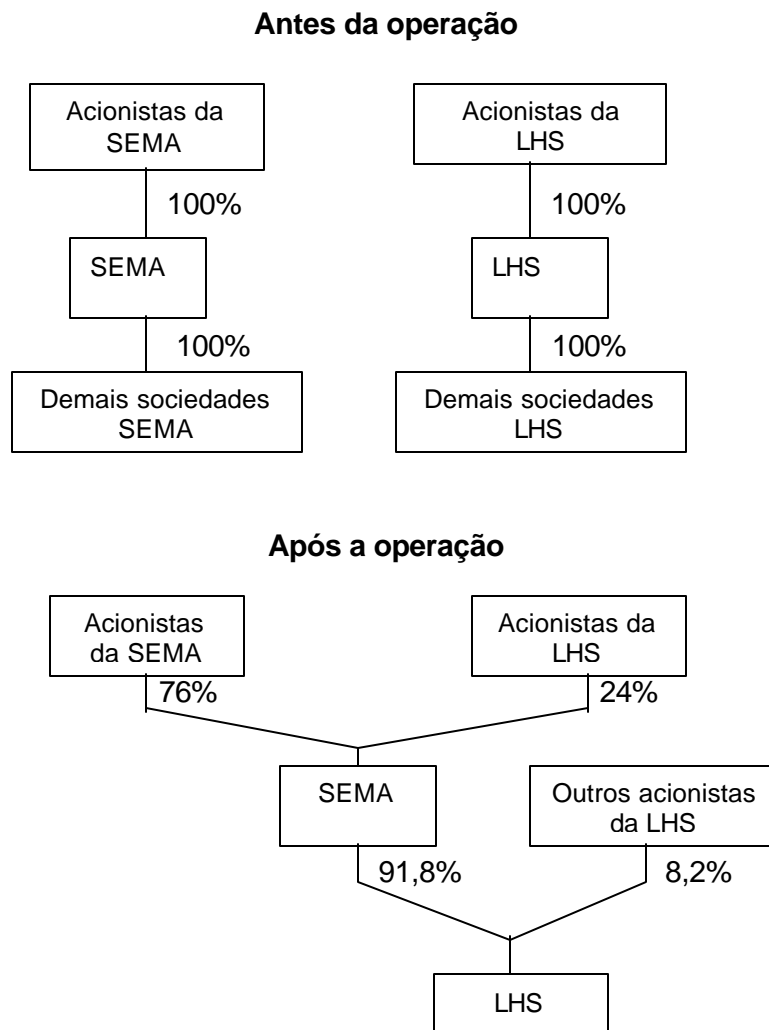 Antes da operação
Acionistas da
SEMA
Acionistas da
LHS
100%
100%
SEMA
LHS
100%
100%
Demais sociedades
SEMA
Demais sociedades
LHS
Após a operação
Acionistas
da SEMA
Acionistas da
LHS
76%
24%
SEMA
Outros acionistas
da LHS
91,8%
8,2%
LHS